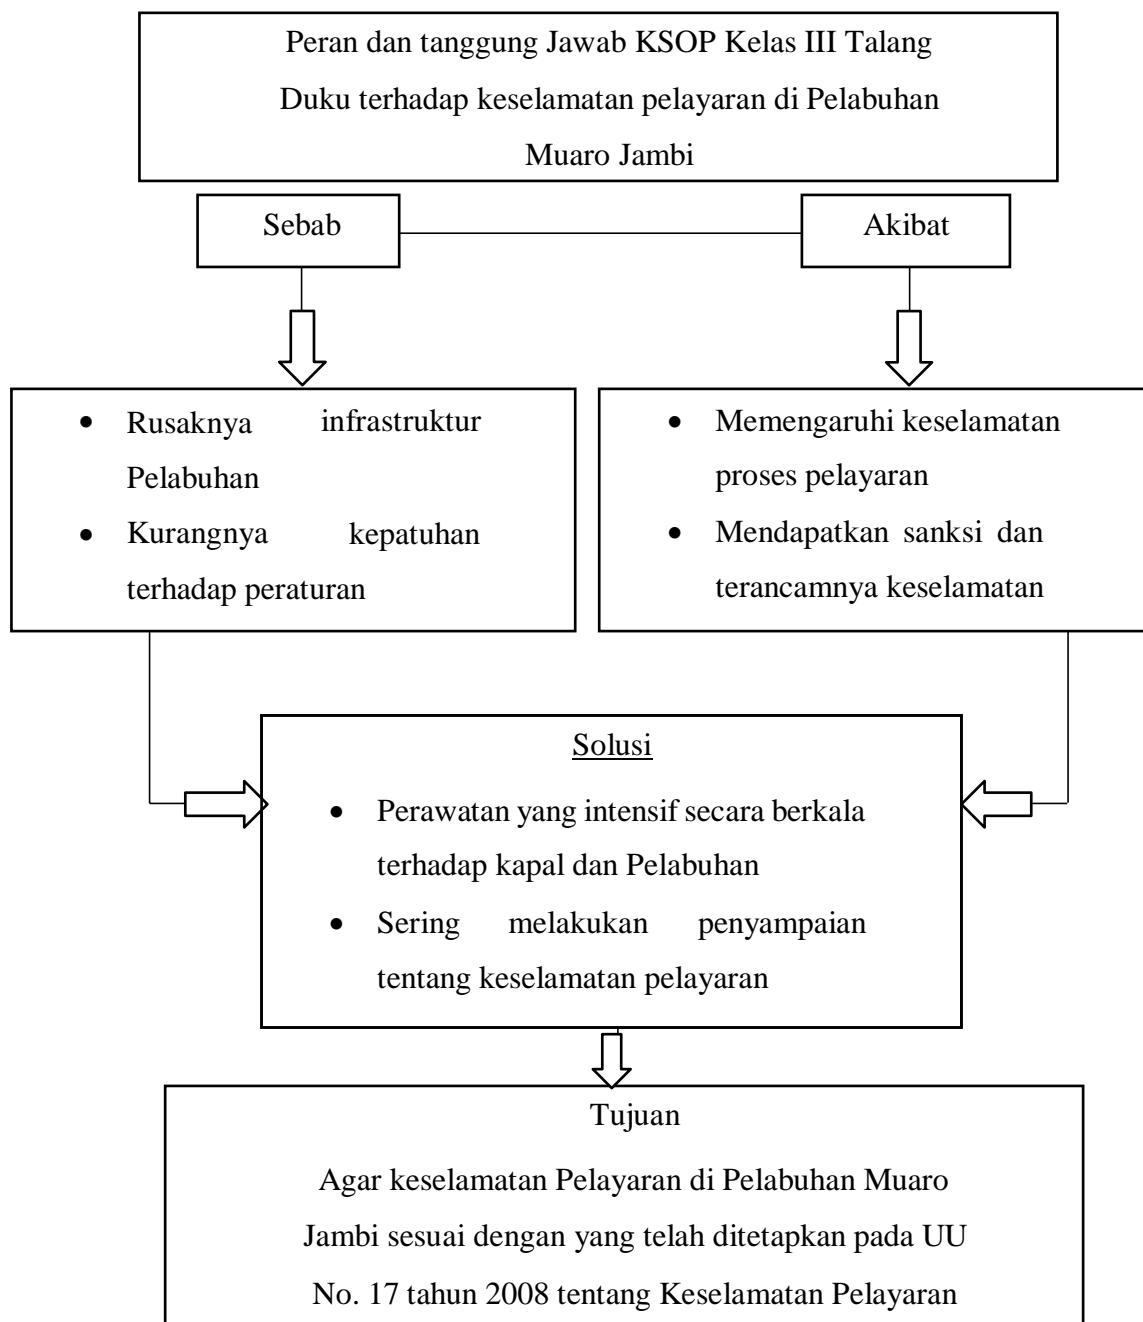 Peran dan tanggung Jawab KSOP Kelas III Talang
Duku terhadap keselamatan pelayaran di Pelabuhan
Muaro Jambi
Sebab
Akibat
• Rusaknya infrastruktur
Pelabuhan
• Kurangnya kepatuhan
terhadap peraturan
• Memengaruhi keselamatan
proses pelayaran
• Mendapatkan sanksi dan
terancamnya keselamatan
Solusi
• Perawatan yang intensif secara berkala
terhadap kapal dan Pelabuhan
• Sering melakukan penyampaian
tentang keselamatan pelayaran
Tujuan
Agar keselamatan Pelayaran di Pelabuhan Muaro
Jambi sesuai dengan yang telah ditetapkan pada UU
No. 17 tahun 2008 tentang Keselamatan Pelayaran